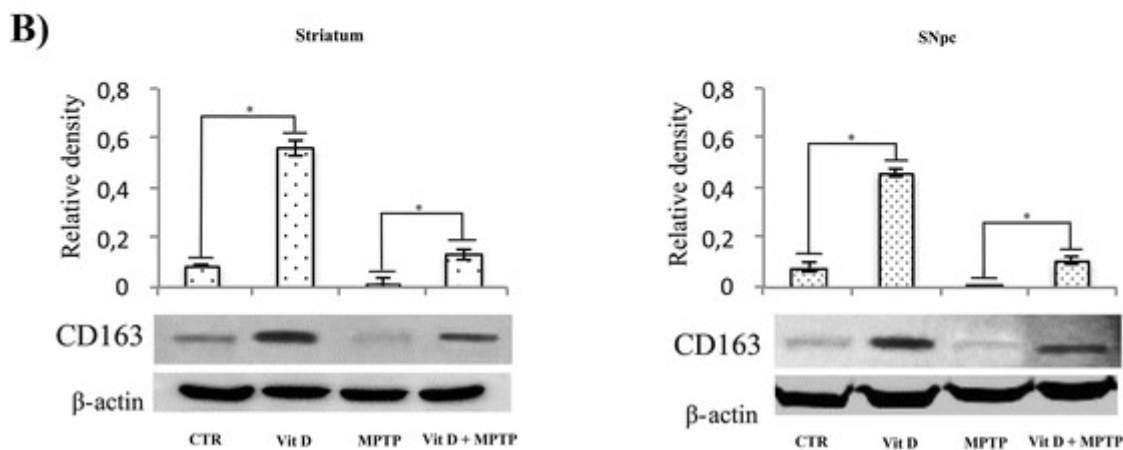 B)
Striatum
Relative density
0,8
0,6
0,4
0,2
0
*
*
CD163
β-actin
CTR Vit D MPTP Vit D + MPTP
SNpc
Relative density
0,8
0,6
0,4
0,2
0
*
*
CD163
β-actin
CTR Vit D MPTP Vit D + MPTP